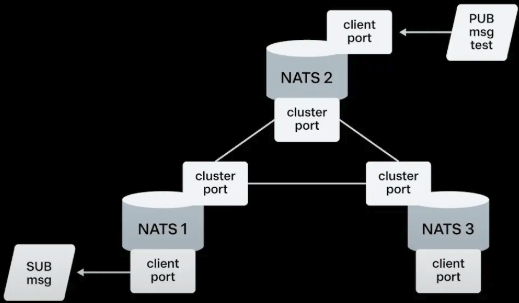 client
port
PUB
msg
test
NATS 2
cluster
port
cluster
port
cluster
port
NATS 1
NATS 3
SUB
msg
client
port
client
port